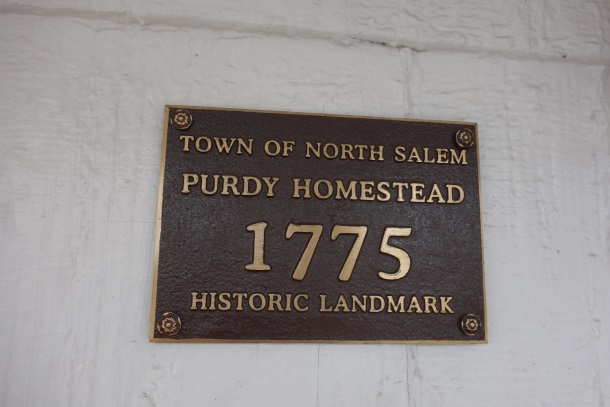 TOWN OF NORTH SALEM
PURDY HOMESTEAD
1775
HISTORIC LANDMARK